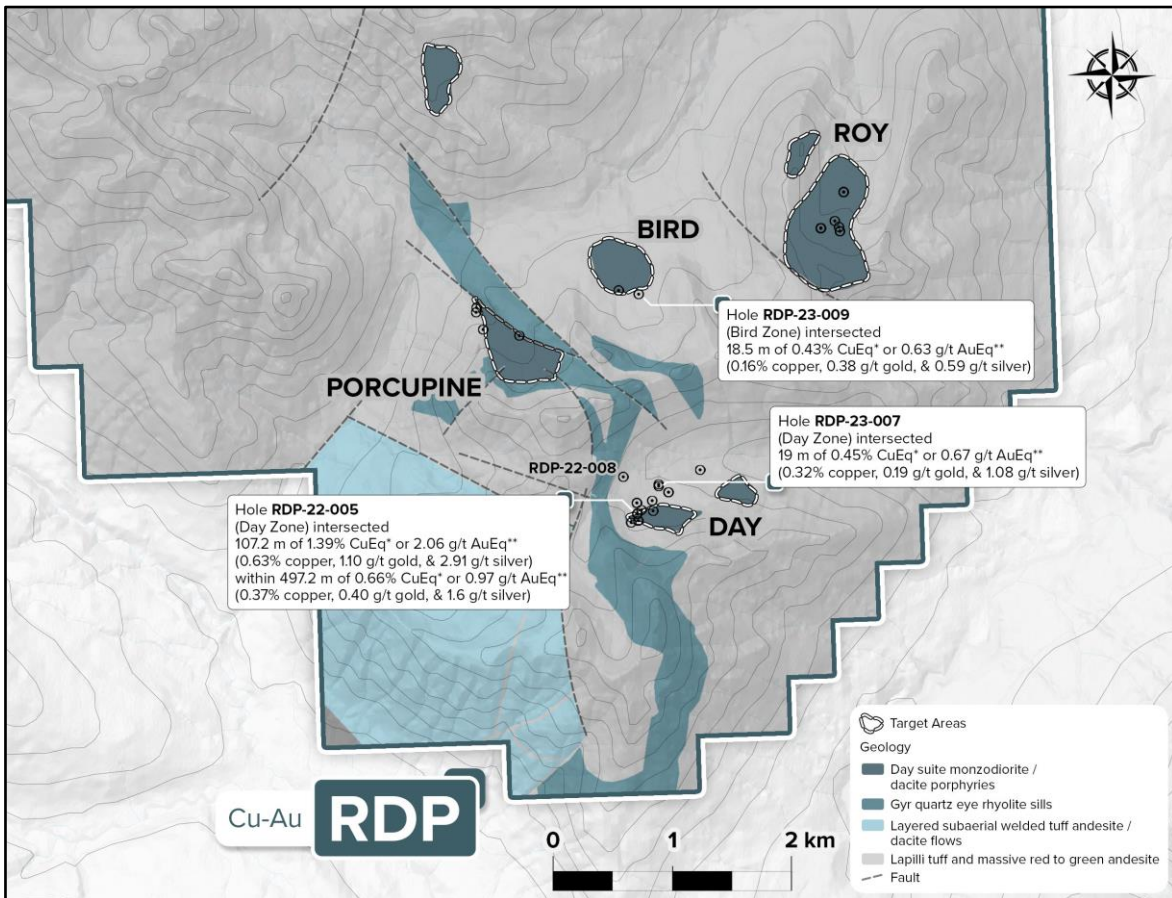 ROY
BIRD
Hole RDP-23-009
(Bird Zone) intersected
18.5 m of 0.43% CuEq* or 0.63 g/t AuEq**
(0.16% copper, 0.38 g/t gold, & 0.59 g/t silver)
PORCUPINE
Hole RDP-23-007
(Day Zone) intersected
19 m of 0.45% CuEq* or 0.67 g/t AuEq**
(0.32% copper, 0.19 g/t gold, & 1.08 g/t silver)
RDP-22-008
DAY
Hole RDP-22-005
(Day Zone) intersected
107.2 m of 1.39% CuEq* or 2.06 g/t AuEq**
(0.63% copper, 1.10 g/t gold, & 2.91 g/t silver)
within 497.2 m of 0.66% CuEq* or 0.97 g/t AuEq**
(0.37% copper, 0.40 g/t gold, & 1.6 g/t silver)
Target Areas
Geology
Day suite monzodiorite /
dacite porphyries
Gyr quartz eye rhyolite sills
Layered subaerial welded tuff andesite /
dacite flows
Lapilli tuff and massive red to green andesite
Fault
Cu-Au RDP
0 1 2 km